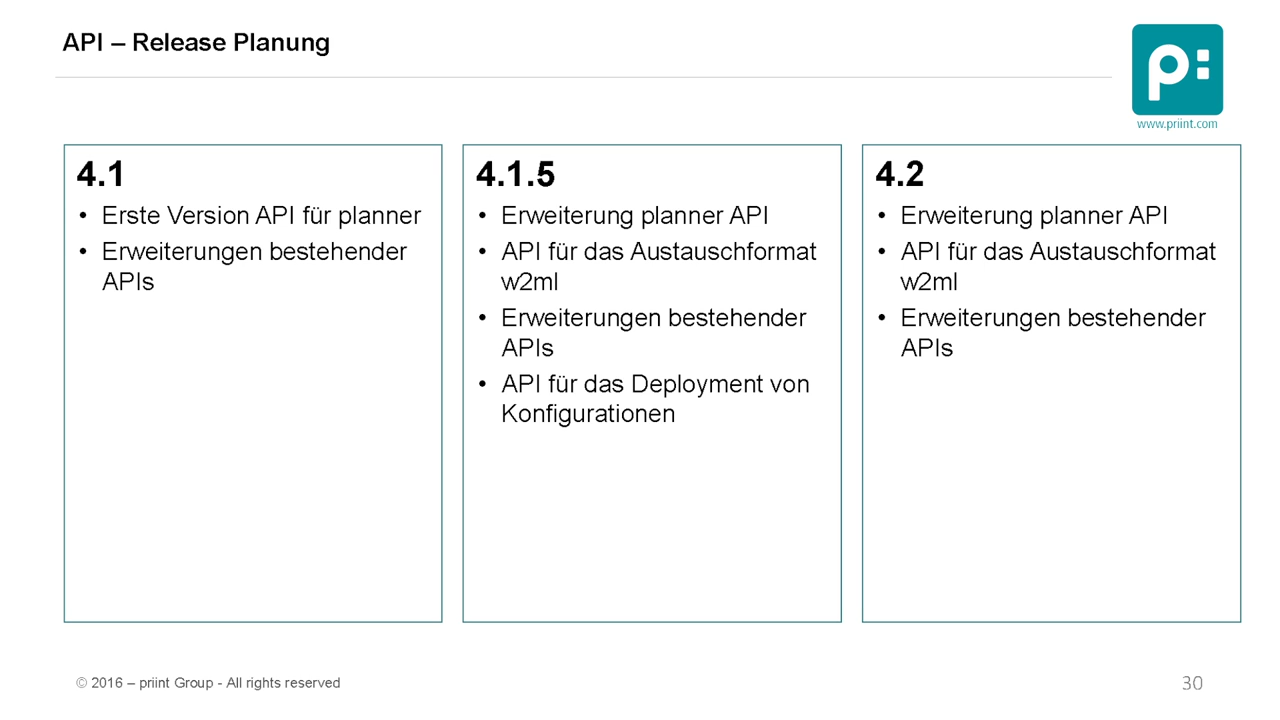 API – Release Planung
p:
www.priint.com
4.1
• Erste Version API für planner
• Erweiterungen bestehender
APIs
4.1.5
• Erweiterung planner API
• API für das Austauschformat
w2ml
• Erweiterungen bestehender
APIs
• API für das Deployment von
Konfigurationen
4.2
• Erweiterung planner API
• API für das Austauschformat
w2ml
• Erweiterungen bestehender
APIs
© 2016 – priint Group - All rights reserved
30